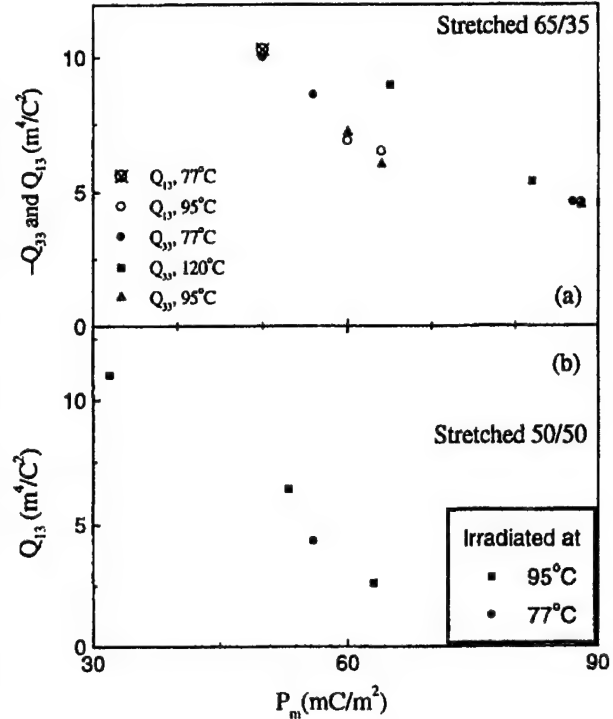 Stretched 65/35
10
5
0
-Q₃₃ and Q₁₃ (m⁴/C²)
Q₁₃, 77°C
Q₁₃, 95°C
Q₃₃, 77°C
Q₃₃, 120°C
Q₃₃, 95°C
(a)
(b)
Stretched 50/50
10
5
0
Q₁₃ (m⁴/C²)
Irradiated at
95°C
77°C
30
60
90
Pₘ(mC/m²)